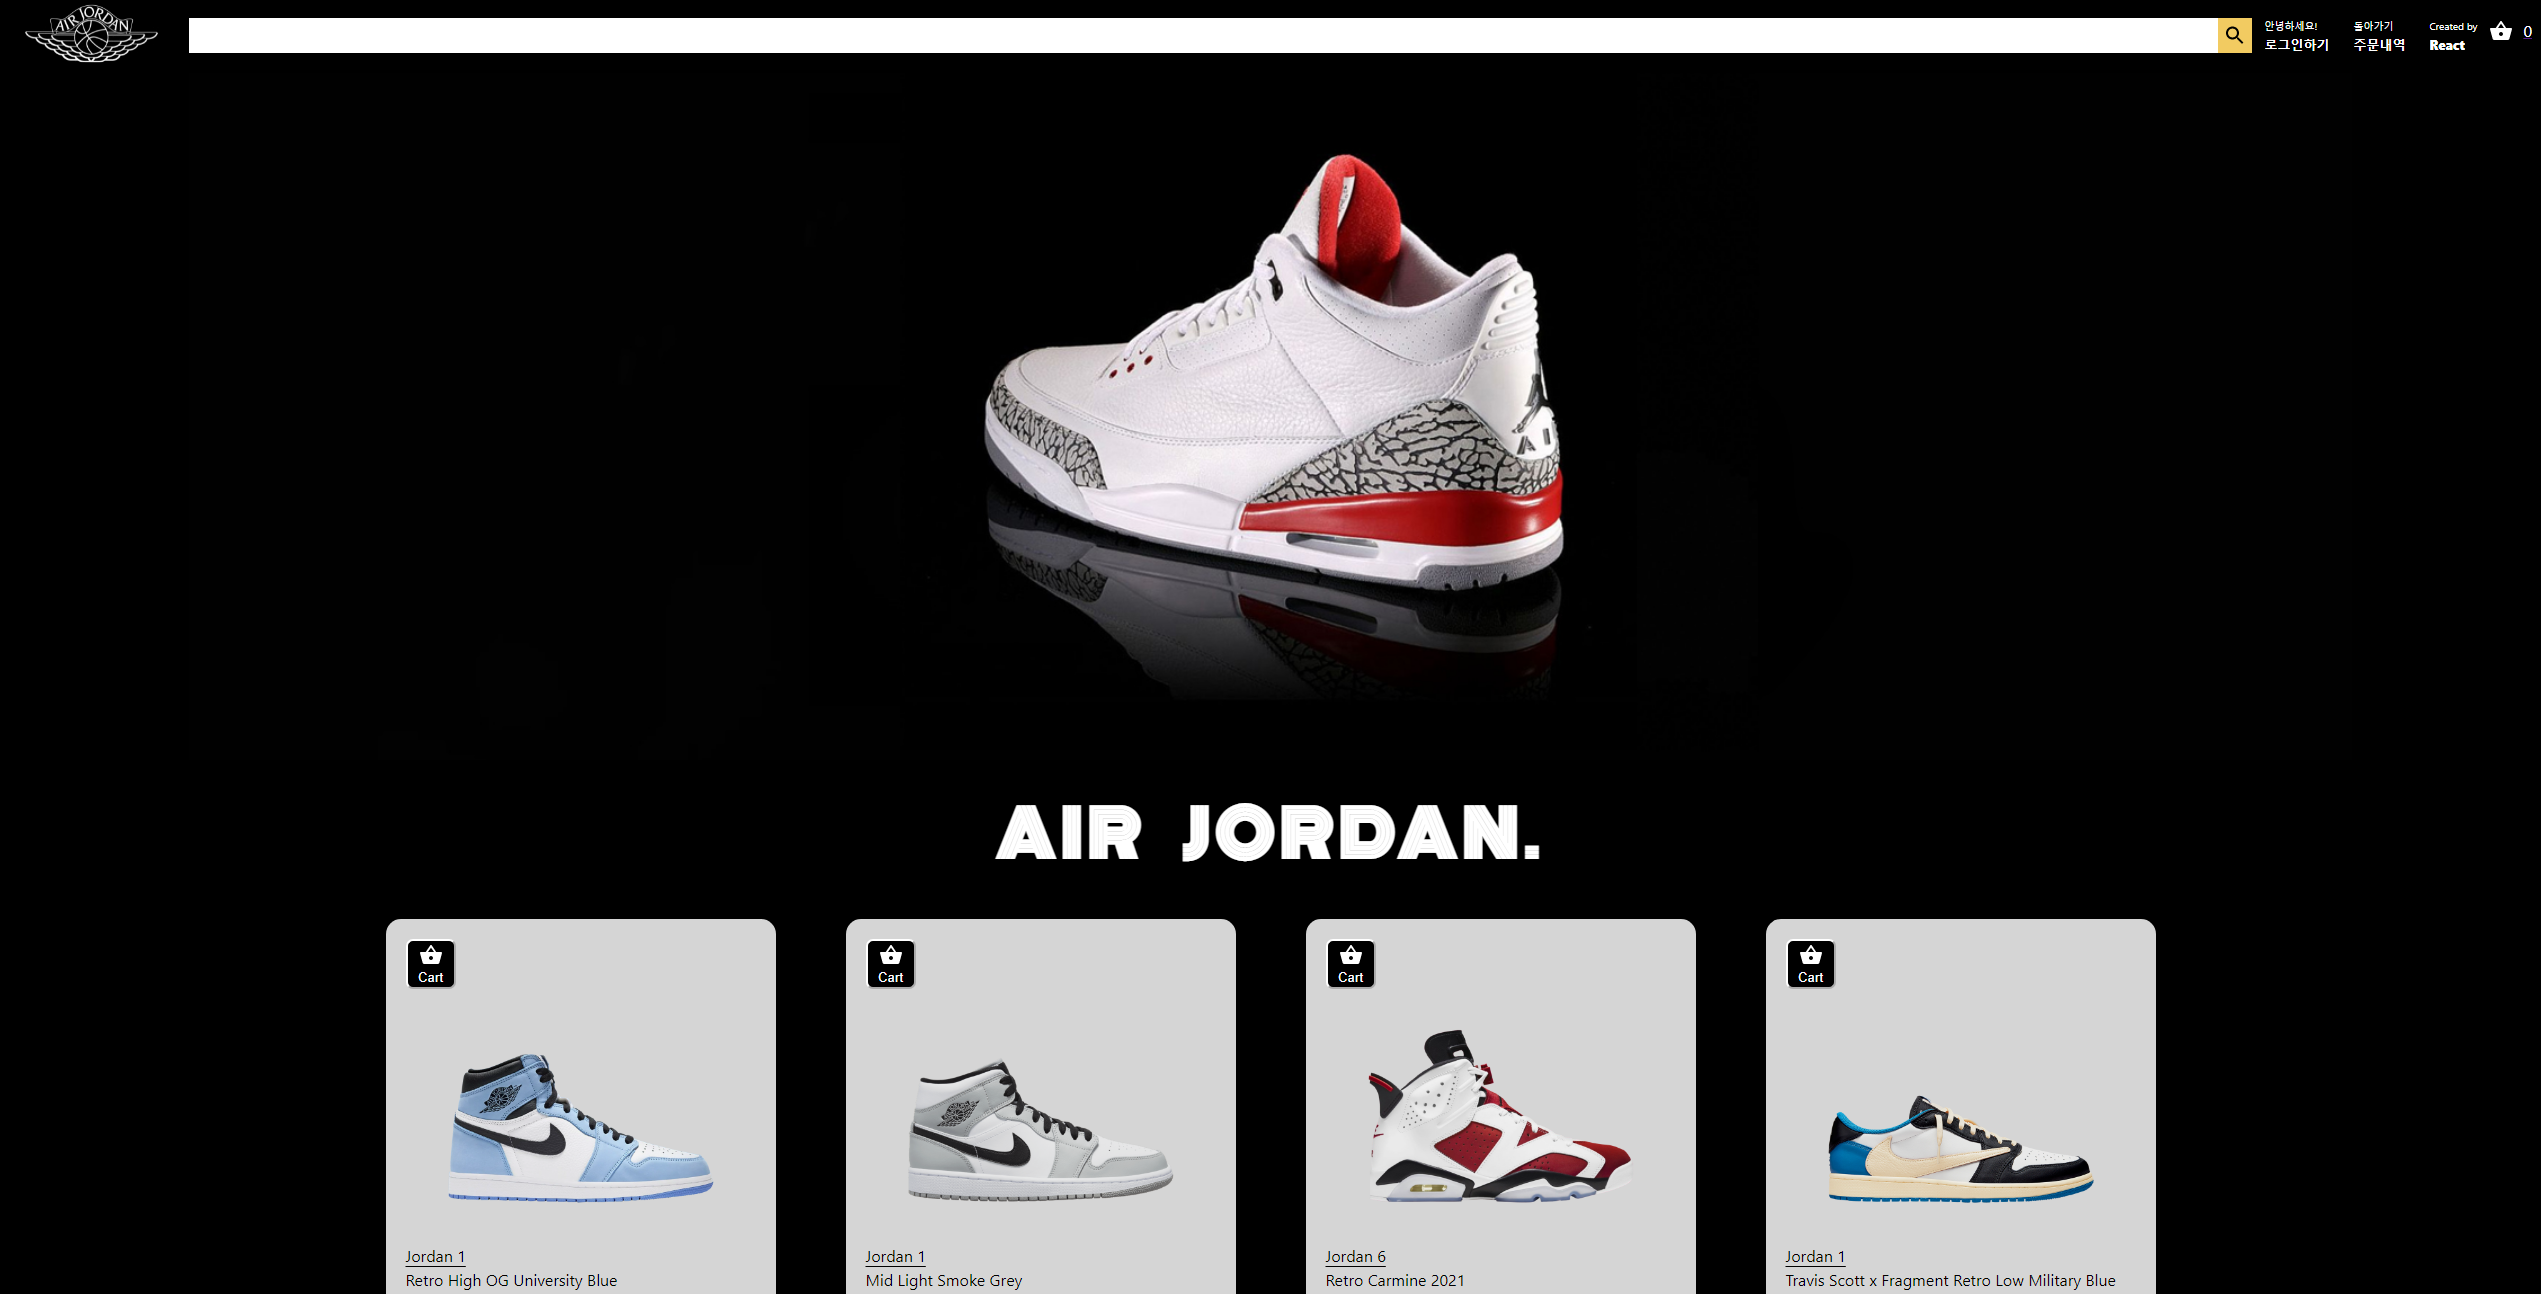 AIR JORDAN
안녕하세요!
로그인하기
돌아가기
주문내역
Created by
React
0
AI
AIR JORDAN.
Cart
Cart
Cart
Cart
Jordan 1
Retro High OG University Blue
Jordan 1
Mid Light Smoke Grey
Jordan 6
Retro Carmine 2021
Jordan 1
Travis Scott x Fragment Retro Low Military Blue